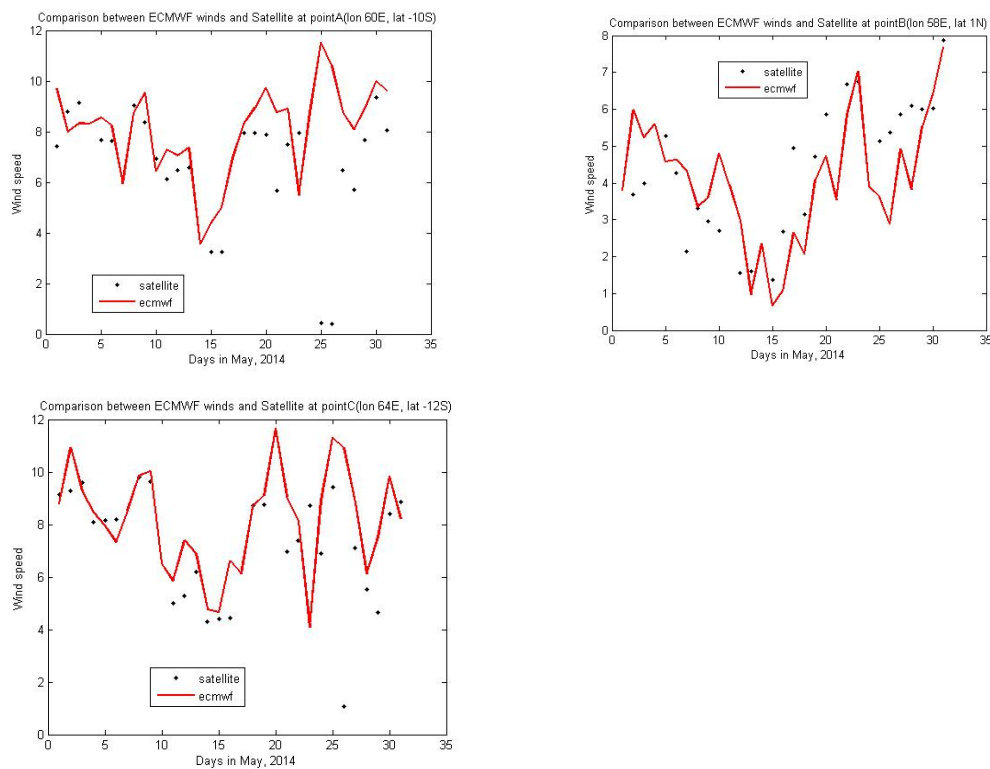 Comparison between ECMWF winds and Satellite at pointA(lon 60E, lat -10S)
12
10
8
6
4
2
0
Wind speed
satellite
ecmwf
0 5 10 15 20 25 30 35
Days in May, 2014
Comparison between ECMWF winds and Satellite at pointB(lon 58E, lat 1N)
8
7
6
5
4
3
2
1
0
Wind speed
satellite
ecmwf
0 5 10 15 20 25 30 35
Days in May, 2014
Comparison between ECMWF winds and Satellite at pointC(lon 64E, lat -12S)
12
10
8
6
4
2
0
Wind speed
satellite
ecmwf
0 5 10 15 20 25 30 35
Days in May, 2014